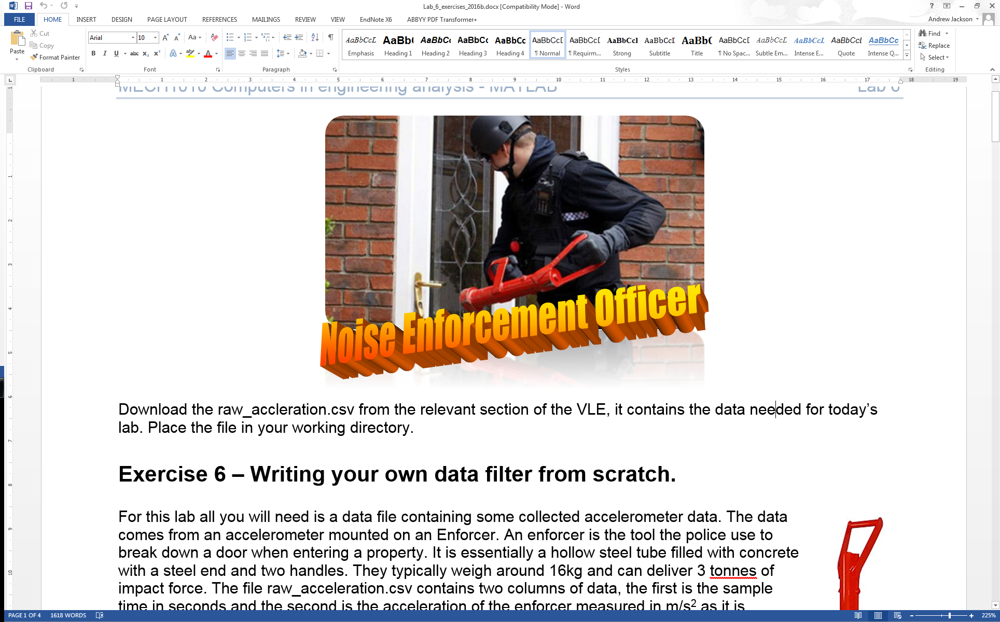 Lab_6_exercises_2016b.docx [Compatibility Mode] - Word
FILE HOME INSERT DESIGN PAGE LAYOUT REFERENCES MAILINGS REVIEW VIEW EndNote X6 ABBYY PDF Transformer+
Andrew Jackson
Paste
Cut
Copy
Format Painter
Clipboard
Arial 10
Font
Paragraph
AaBbCcL AaBb( AaBbCc AaBbCc AaBbCc AaBbCcD AaBbCcD AaBbCcI AaBbCcD AaBb( AaBbCcD AaBbCcL AaBbCcL AaBbCcL AaBbCc
Emphasis Heading 1 Heading 2 Heading 3 Heading 4 ¶ Normal ¶ Requirm... Strong Subtitle Title ¶ No Spac... Subtle Em... Intense E... Quote Intense Q...
Styles
Find
Replace
Select
Editing
1 1 2 3 4 5 6 7 8 9 10 11 12 13 14 15 16 17 18 19
MECH1010 Computers in engineering analysis - MATLAB Lab 6
Noise Enforcement Officer
Download the raw_accleration.csv from the relevant section of the VLE, it contains the data needed for today’s
lab. Place the file in your working directory.
Exercise 6 – Writing your own data filter from scratch.
For this lab all you will need is a data file containing some collected accelerometer data. The data
comes from an accelerometer mounted on an Enforcer. An enforcer is the tool the police use to
break down a door when entering a property. It is essentially a hollow steel tube filled with concrete
with a steel end and two handles. They typically weigh around 16kg and can deliver 3 tonnes of
impact force. The file raw_acceleration.csv contains two columns of data, the first is the sample
time in seconds and the second is the acceleration of the enforcer measured in m/s2 as it is
PAGE 1 OF 4 1618 WORDS
225%